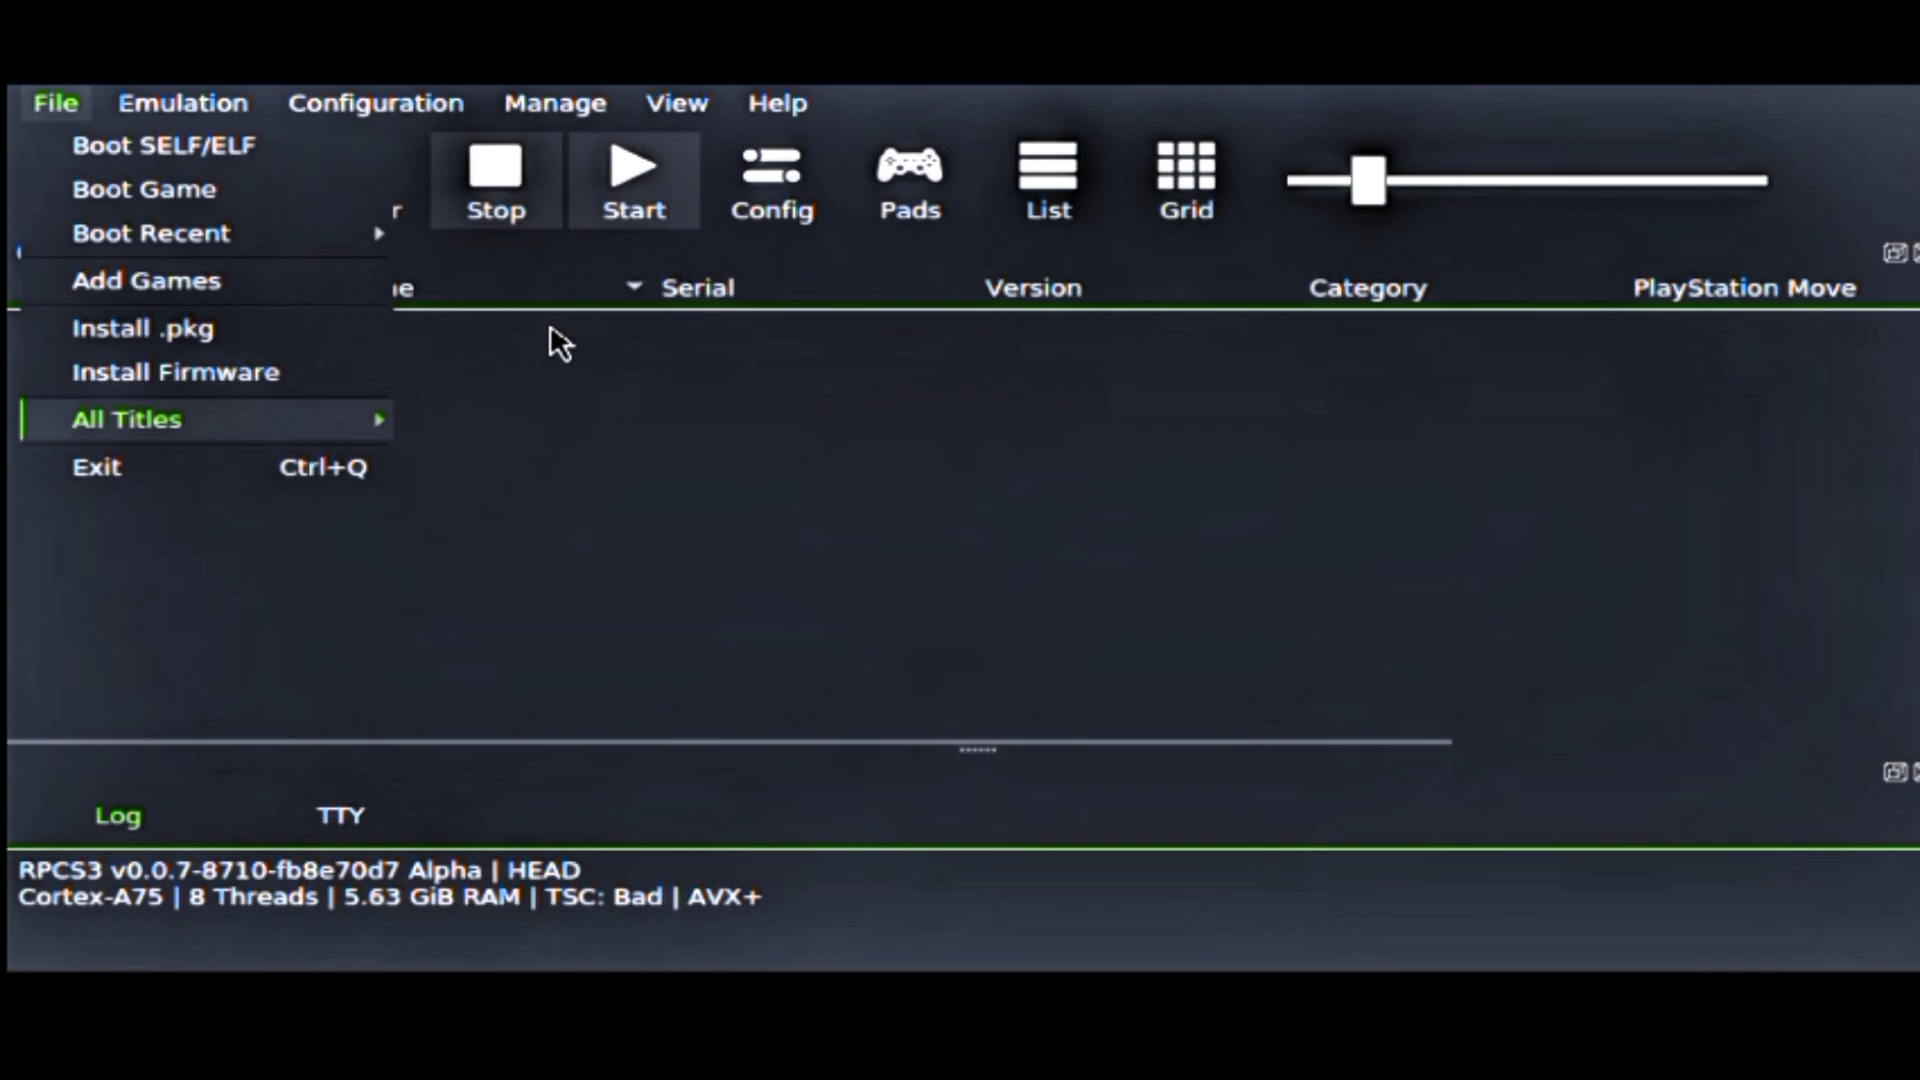 File Emulation Configuration Manage View Help
Boot SELF/ELF
Boot Game
Boot Recent
Add Games
Install .pkg
Install Firmware
All Titles
Exit Ctrl+Q
r Stop Start Config Pads List Grid
ne Serial Version Category PlayStation Move
Log TTY
RPCS3 v0.0.7-8710-fb8e70d7 Alpha | HEAD
Cortex-A75 | 8 Threads | 5.63 GiB RAM | TSC: Bad | AVX+